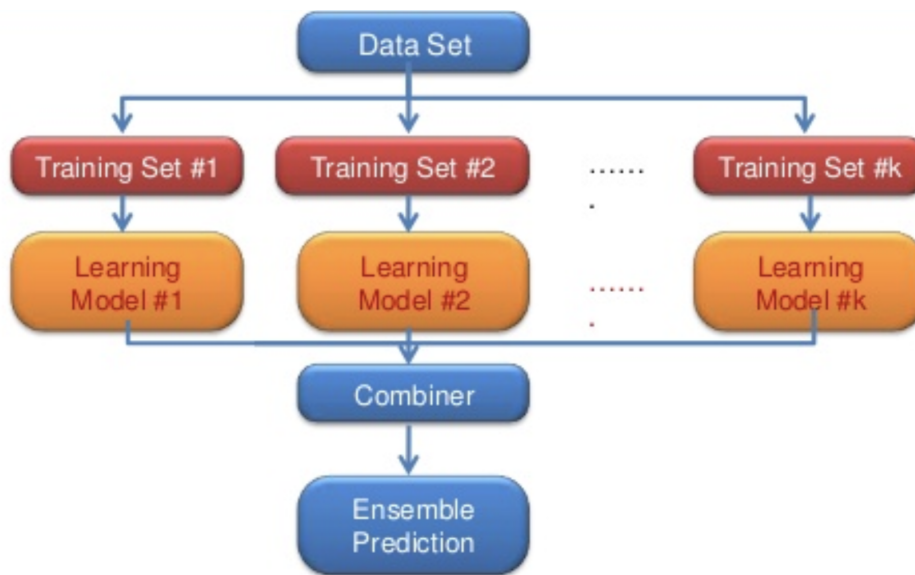 Data Set
Training Set #1
Training Set #2
......
.
Training Set #k
Learning
Model #1
Learning
Model #2
......
.
Learning
Model #k
Combiner
Ensemble
Prediction